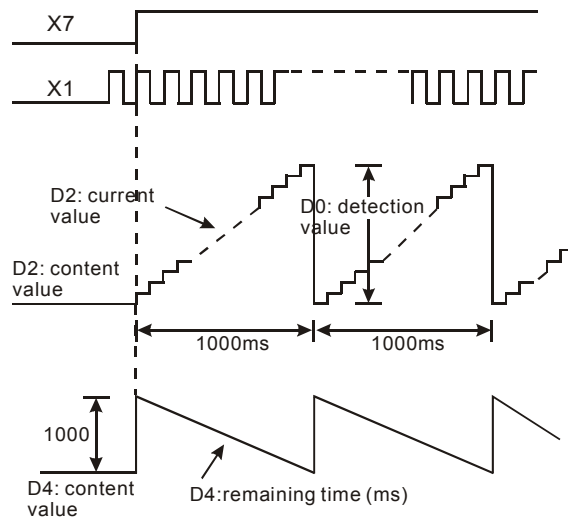 X7
X1
D2: current
value
D0: detection
value
D2: content
value
1000ms
1000ms
1000
D4: content
value
D4:remaining time (ms)